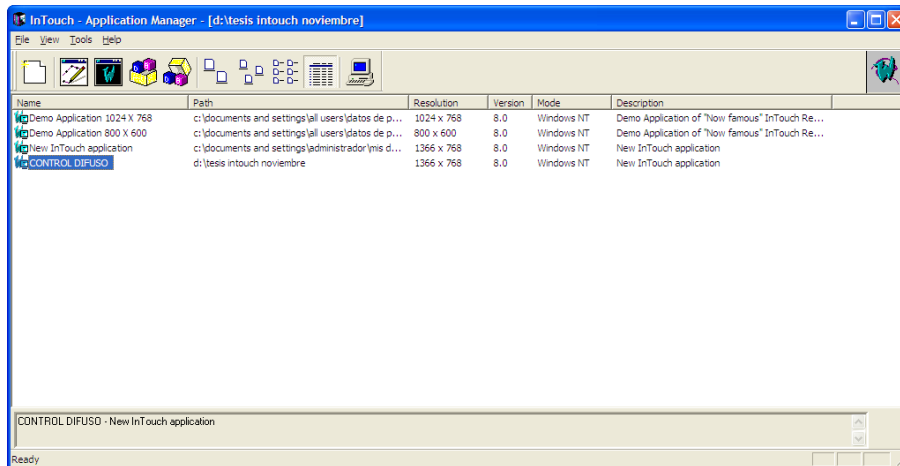 InTouch - Application Manager - [d:\tesis intouch noviembre]
File View Tools Help
Name Path Resolution Version Mode Description
Demo Application 1024 X 768 c:\documents and settings\all users\datos de p... 1024 x 768 8.0 Windows NT Demo Application of "Now famous" InTouch Re...
Demo Application 800 X 600 c:\documents and settings\all users\datos de p... 800 x 600 8.0 Windows NT Demo Application of "Now famous" InTouch Re...
New InTouch application c:\documents and settings\administrador\mis d... 1366 x 768 8.0 Windows NT New InTouch application
CONTROL DIFUSO d:\tesis intouch noviembre 1366 x 768 8.0 Windows NT New InTouch application
CONTROL DIFUSO - New InTouch application
Ready